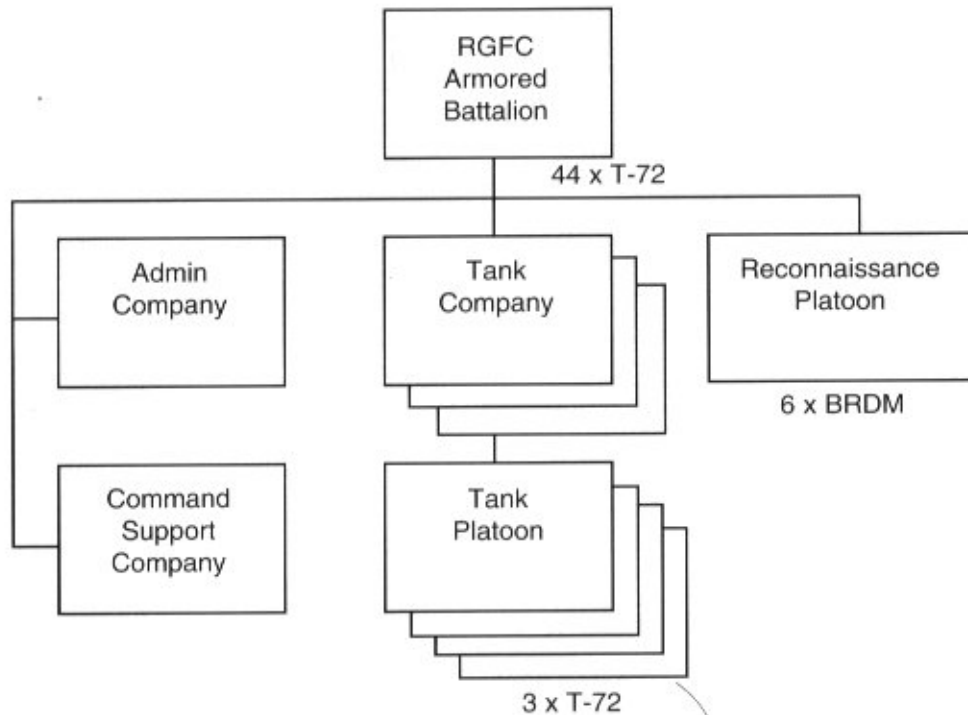 RGFC
Armored
Battalion
44 x T-72
Admin
Company
Tank
Company
Reconnaissance
Platoon
6 x BRDM
Command
Support
Company
Tank
Platoon
3 x T-72